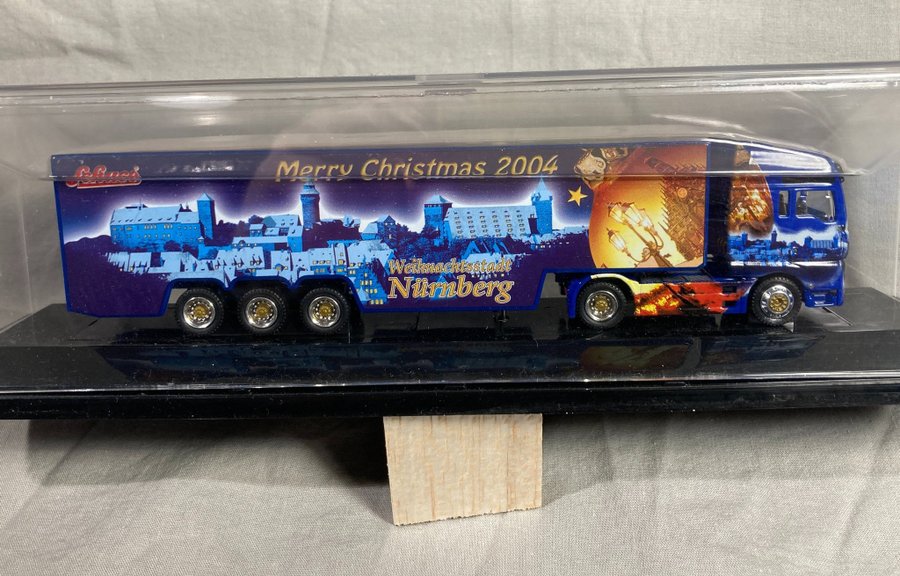 Schuco
Merry Christmas 2004
Weihnachtsstadt
Nürnberg